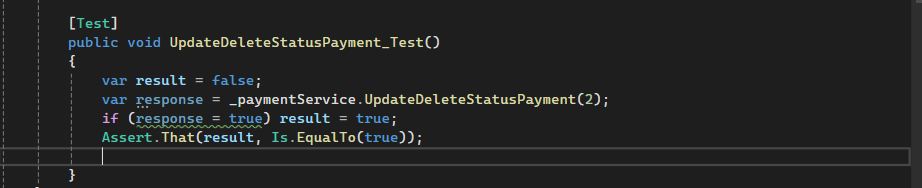 [Test]
public void UpdateDeleteStatusPayment_Test()
{
var result = false;
var response = _paymentService.UpdateDeleteStatusPayment(2);
if (response = true) result = true;
Assert.That(result, Is.EqualTo(true));
}